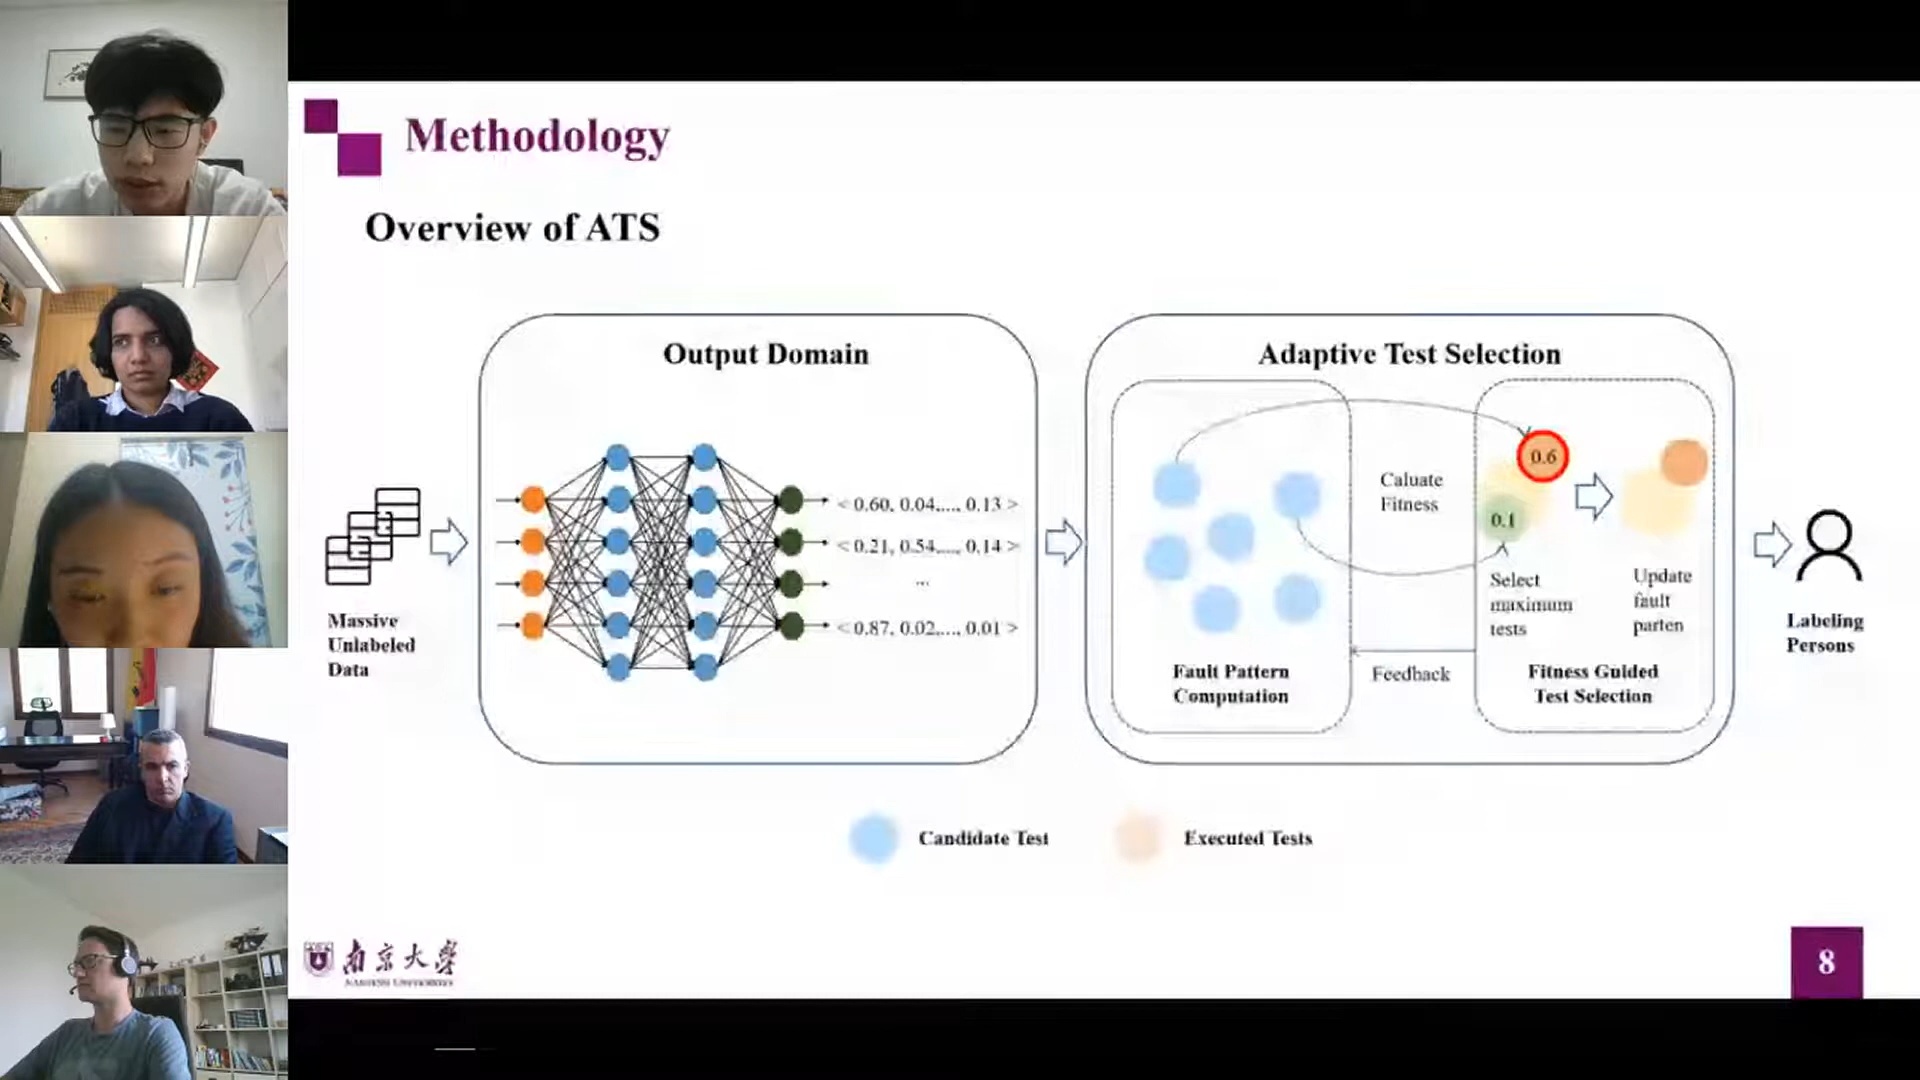 Methodology
Overview of ATS
Output Domain
< 0.60, 0.04,..., 0.13 >
< 0.21, 0.54,..., 0.14 >
...
< 0.87, 0.02,..., 0.01 >
Massive
Unlabeled
Data
Adaptive Test Selection
0.6
0.1
Caluate
Fitness
Select
maximum
tests
Update
fault
parten
Feedback
Fault Pattern
Computation
Fitness Guided
Test Selection
Labeling
Persons
Candidate Test
Executed Tests
南京大學
NANJING UNIVERSITY
8